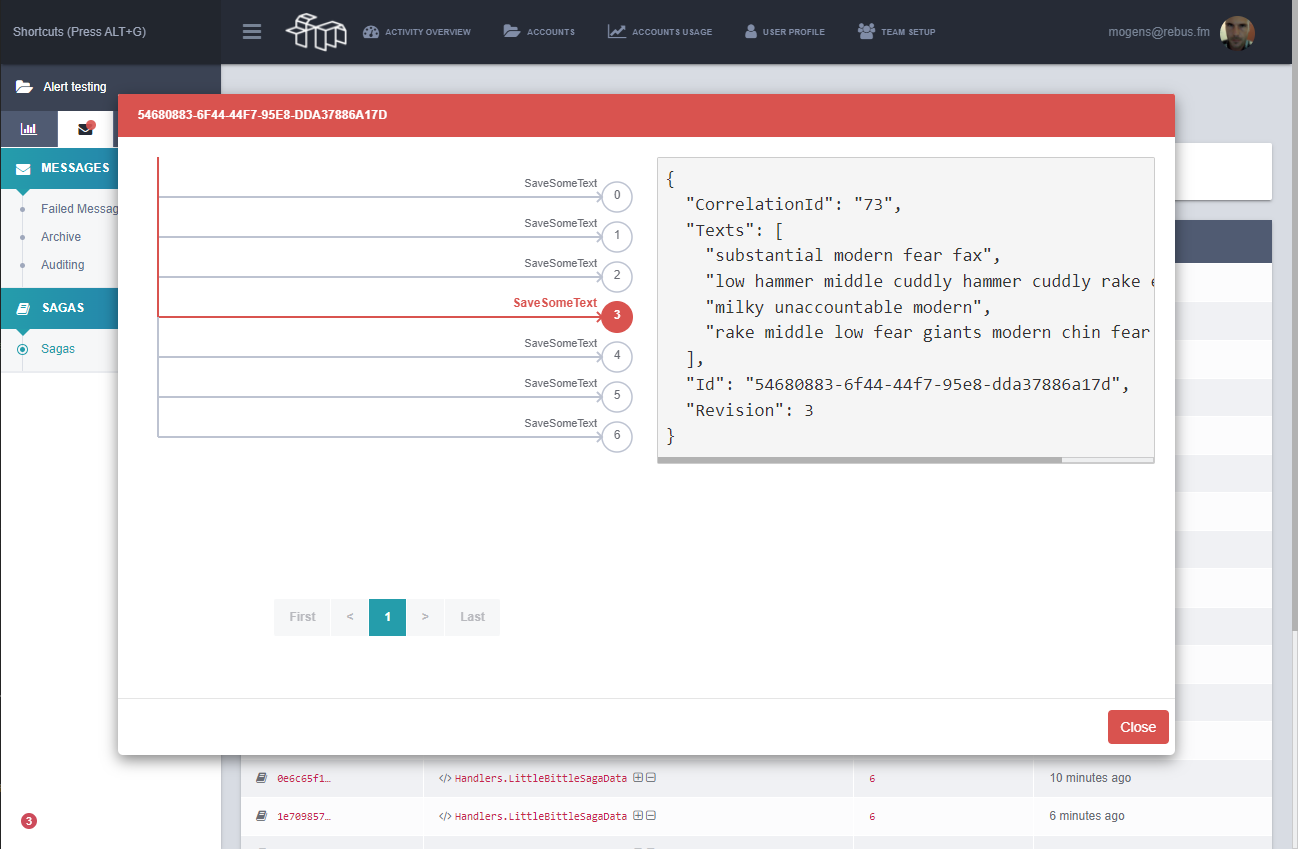 Shortcuts (Press ALT+G)
ACTIVITY OVERVIEW
ACCOUNTS
ACCOUNTS USAGE
USER PROFILE
TEAM SETUP
mogens@rebus.fm
Alert testing
MESSAGES
Failed Messag
Archive
Auditing
SAGAS
Sagas
3
54680883-6F44-44F7-95E8-DDA37886A17D
SaveSomeText 0
SaveSomeText 1
SaveSomeText 2
SaveSomeText 3
SaveSomeText 4
SaveSomeText 5
SaveSomeText 6
{
"CorrelationId": "73",
"Texts": [
"substantial modern fear fax",
"low hammer middle cuddly hammer cuddly rake
"milky unaccountable modern",
"rake middle low fear giants modern chin fear
],
"Id": "54680883-6f44-44f7-95e8-dda37886a17d",
"Revision": 3
}
First < 1 > Last
Close
0e6c65f1… </> Handlers.LittleBittleSagaData 6 10 minutes ago
1e709857… </> Handlers.LittleBittleSagaData 6 6 minutes ago